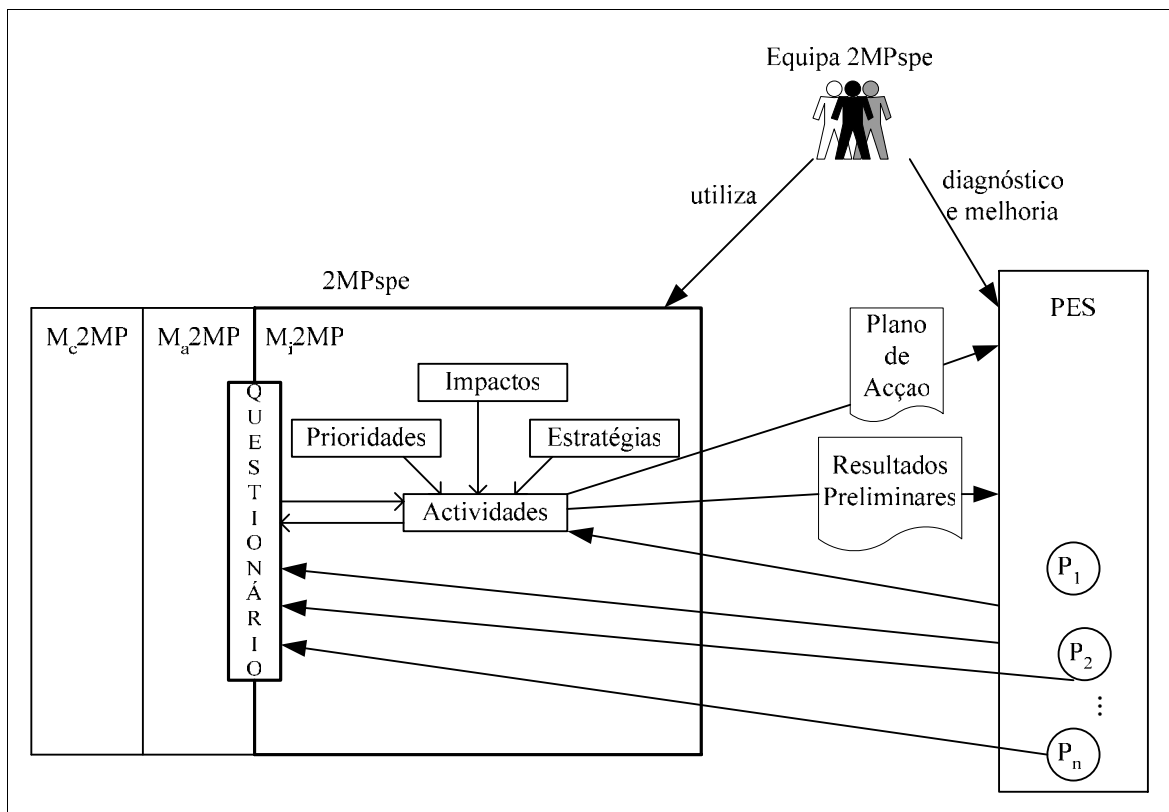 Equipa 2MPspe
utiliza
diagnóstico
e melhoria
2MPspe
PES
Mc2MP
Ma2MP
Mi2MP
Plano
de
Acçao
Impactos
Prioridades
Estratégias
Resultados
Preliminares
Actividades
QUESTIONÁRIO
P1
P2
⋮
Pn